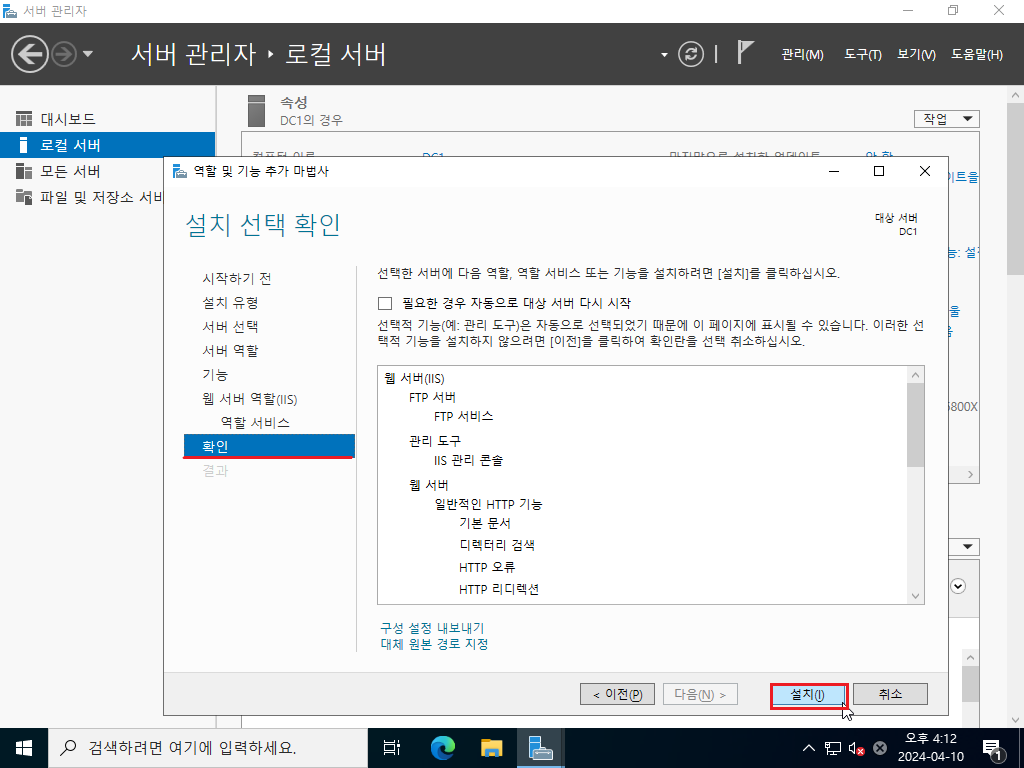 서버 관리자
서버 관리자 ‣ 로컬 서버
관리(M) 도구(T) 보기(V) 도움말(H)
대시보드
로컬 서버
모든 서버
파일 및 저장소 서비
속성
DC1의 경우
작업
컴퓨터 이름 DC1
마지막으로 설치한 업데이트
이트을
능: 설정
5800X
역할 및 기능 추가 마법사
설치 선택 확인
대상 서버
DC1
시작하기 전
설치 유형
서버 선택
서버 역할
기능
웹 서버 역할(IIS)
역할 서비스
확인
결과
선택한 서버에 다음 역할, 역할 서비스 또는 기능을 설치하려면 [설치]를 클릭하십시오.
필요한 경우 자동으로 대상 서버 다시 시작
선택적 기능(예: 관리 도구)은 자동으로 선택되었기 때문에 이 페이지에 표시될 수 있습니다. 이러한 선
택적 기능을 설치하지 않으려면 [이전]을 클릭하여 확인란을 선택 취소하십시오.
웹 서버(IIS)
FTP 서버
FTP 서비스
관리 도구
IIS 관리 콘솔
웹 서버
일반적인 HTTP 기능
기본 문서
디렉터리 검색
HTTP 오류
HTTP 리디렉션
구성 설정 내보내기
대체 원본 경로 지정
< 이전(P) 다음(N) > 설치(I) 취소
검색하려면 여기에 입력하세요.
오후 4:12
2024-04-10
1